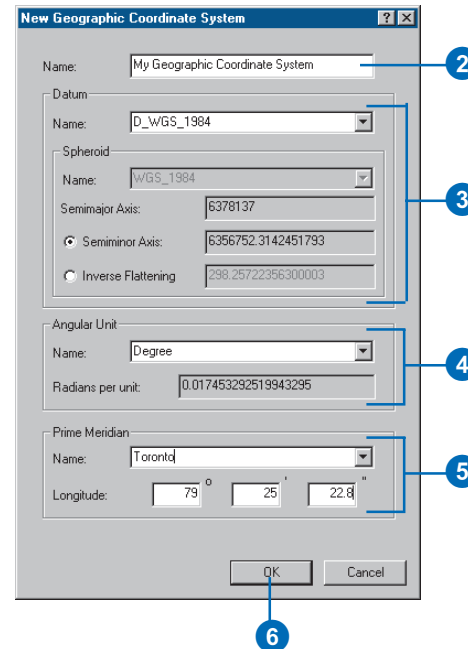 New Geographic Coordinate System ? ×
Name: My Geographic Coordinate System 2
Datum
Name: D_WGS_1984
Spheroid
Name: WGS_1984
Semimajor Axis: 6378137 3
Semiminor Axis: 6356752.3142451793
Inverse Flattening 298.25722356300003
Angular Unit
Name: Degree 4
Radians per unit: 0.017453292519943295
Prime Meridian
Name: Toronto 5
Longitude: 79 ° 25 ' 22.8 "
OK Cancel
6